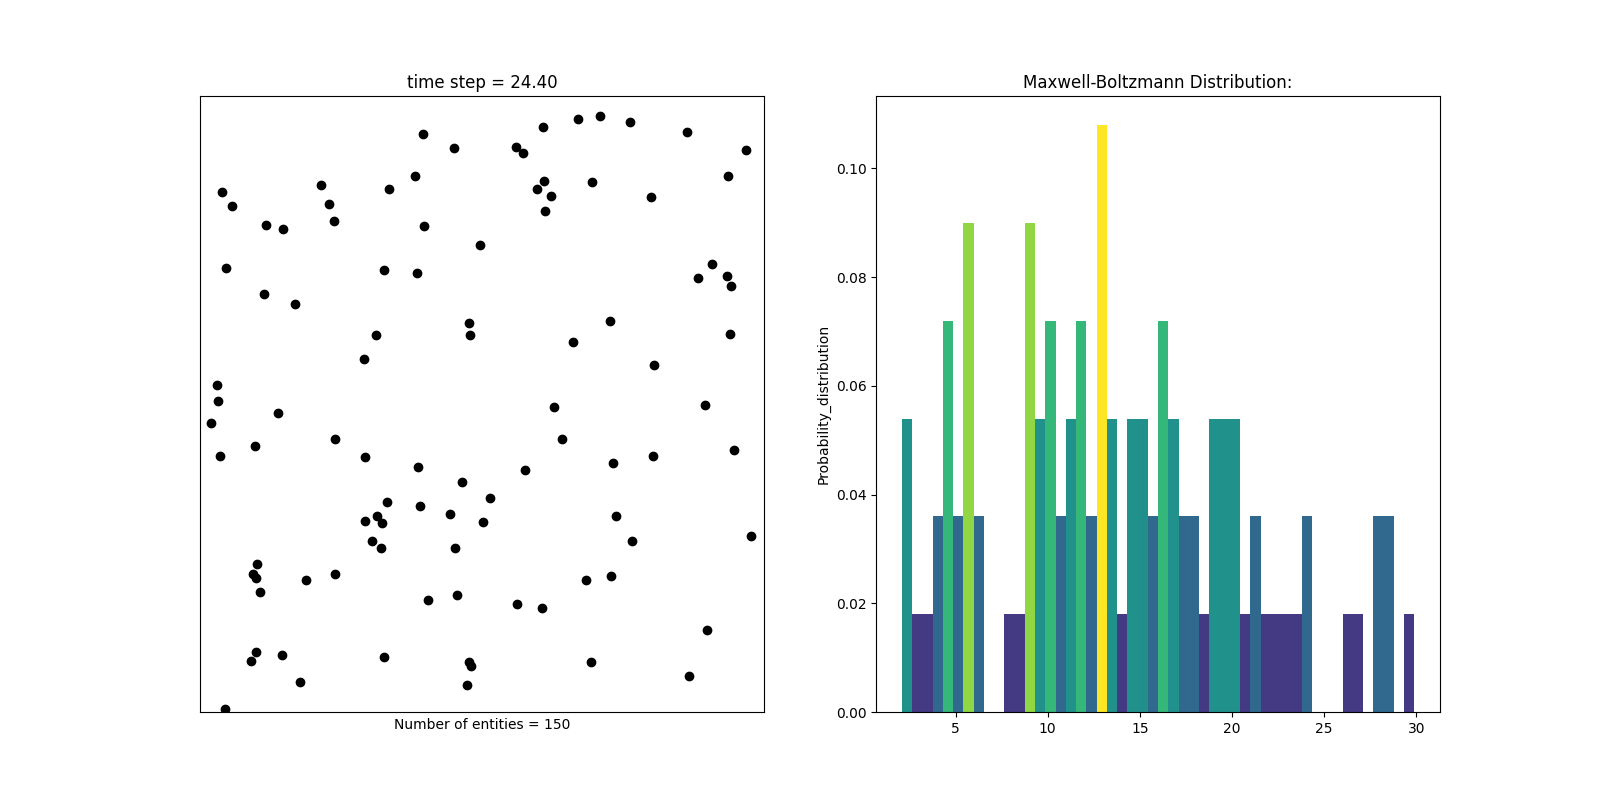 time step = 24.40
Number of entities = 150
Maxwell-Boltzmann Distribution:
Probability_distribution
0.10
0.08
0.06
0.04
0.02
0.00
5 10 15 20 25 30